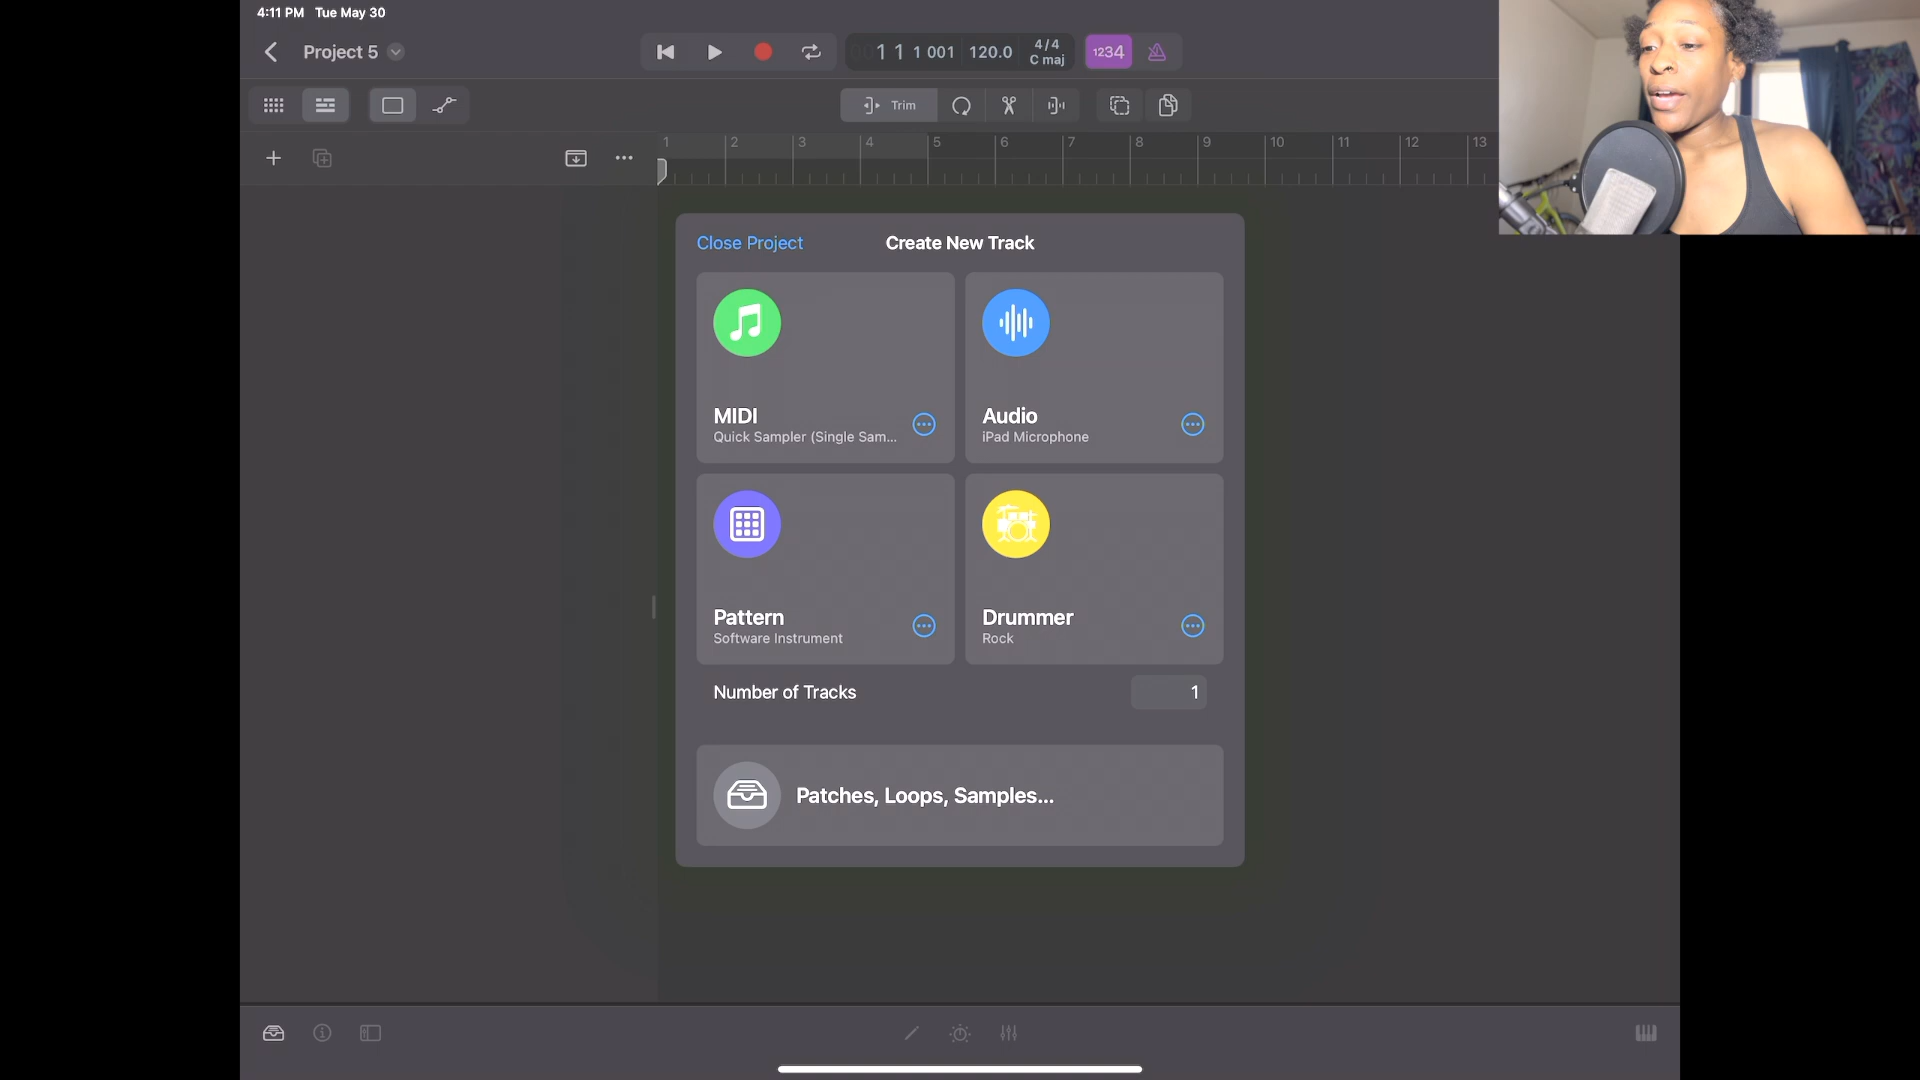 4:11 PM Tue May 30
Project 5
1 1 1 001
120.0
4/4
C maj
1234
Trim
1 2 3 4 5 6 7 8 9 10 11 12 13
Close Project
Create New Track
MIDI
Quick Sampler (Single Sam...
Audio
iPad Microphone
Pattern
Software Instrument
Drummer
Rock
Number of Tracks
1
Patches, Loops, Samples...